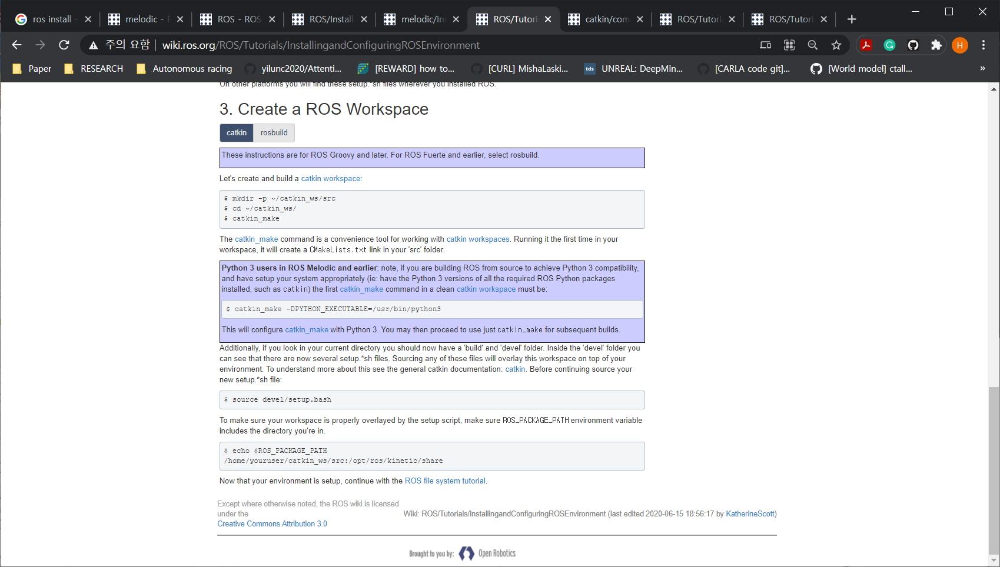 ros install -
melodic - R
ROS - ROS
ROS/Install
melodic/Ins
ROS/Tutori
catkin/com
ROS/Tutori
ROS/Tutori
주의 요함 | wiki.ros.org/ROS/Tutorials/InstallingandConfiguringROSEnvironment
H
Paper
RESEARCH
Autonomous racing
yilunc2020/Attenti...
[REWARD] how to...
[CURL] MishaLaski...
tds
UNREAL: DeepMin...
[CARLA code git]...
[World model] ctall...
»
On other platforms you will find these setup.*sh files wherever you installed ROS.
3. Create a ROS Workspace
catkin
rosbuild
These instructions are for ROS Groovy and later. For ROS Fuerte and earlier, select rosbuild.
Let's create and build a catkin workspace:
$ mkdir -p ~/catkin_ws/src
$ cd ~/catkin_ws/
$ catkin_make
The catkin_make command is a convenience tool for working with catkin workspaces. Running it the first time in your
workspace, it will create a CMakeLists.txt link in your 'src' folder.
Python 3 users in ROS Melodic and earlier: note, if you are building ROS from source to achieve Python 3 compatibility,
and have setup your system appropriately (ie: have the Python 3 versions of all the required ROS Python packages
installed, such as catkin) the first catkin_make command in a clean catkin workspace must be:
$ catkin_make -DPYTHON_EXECUTABLE=/usr/bin/python3
This will configure catkin_make with Python 3. You may then proceed to use just catkin_make for subsequent builds.
Additionally, if you look in your current directory you should now have a 'build' and 'devel' folder. Inside the 'devel' folder you
can see that there are now several setup.*sh files. Sourcing any of these files will overlay this workspace on top of your
environment. To understand more about this see the general catkin documentation: catkin. Before continuing source your
new setup.*sh file:
$ source devel/setup.bash
To make sure your workspace is properly overlayed by the setup script, make sure ROS_PACKAGE_PATH environment variable
includes the directory you're in.
$ echo $ROS_PACKAGE_PATH
/home/youruser/catkin_ws/src:/opt/ros/kinetic/share
Now that your environment is setup, continue with the ROS file system tutorial.
Except where otherwise noted, the ROS wiki is licensed
under the
Creative Commons Attribution 3.0
Wiki: ROS/Tutorials/InstallingandConfiguringROSEnvironment (last edited 2020-06-15 18:56:17 by KatherineScott)
Brought to you by: Open Robotics